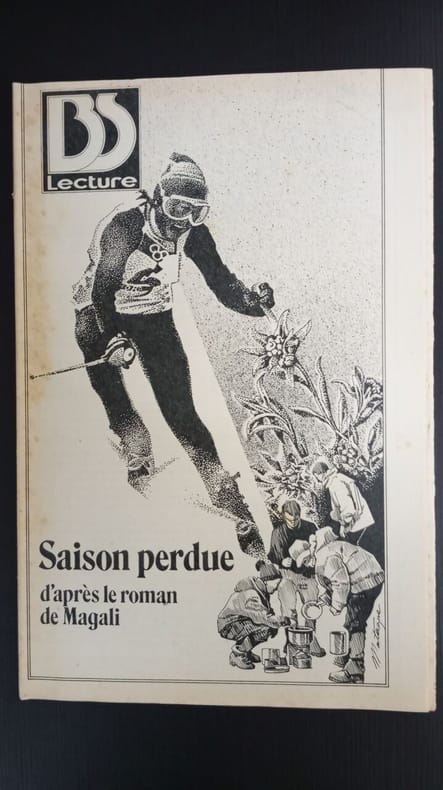 BS
Lecture
Saison perdue
d'après le roman
de Magali